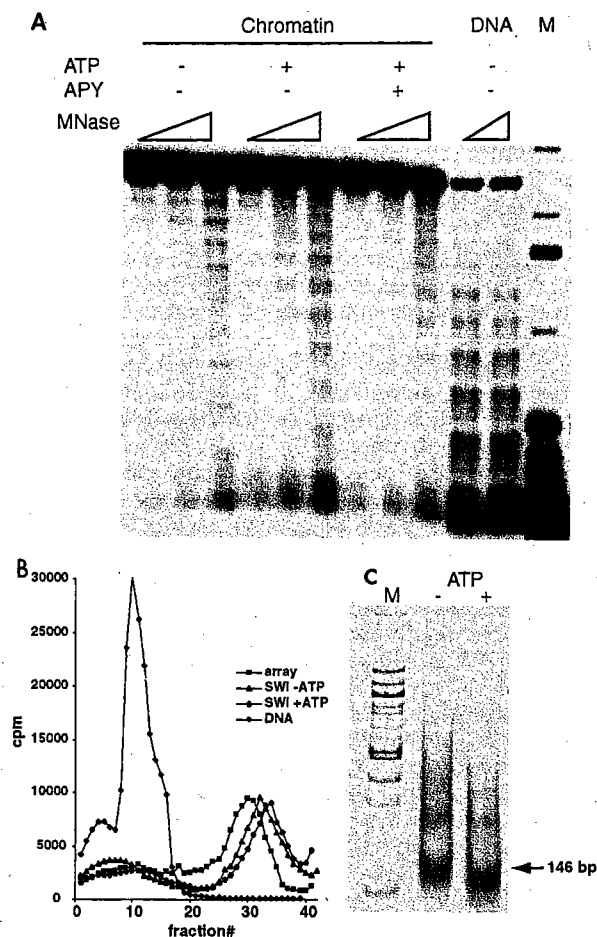 A
Chromatin DNA M
ATP - + + -
APY - - + -
MNase
B
30000
25000
20000
15000
10000
5000
0
cpm
0 10 20 30 40
fraction#
array
SWI -ATP
SWI +ATP
DNA
C
ATP
M - +
146 bp